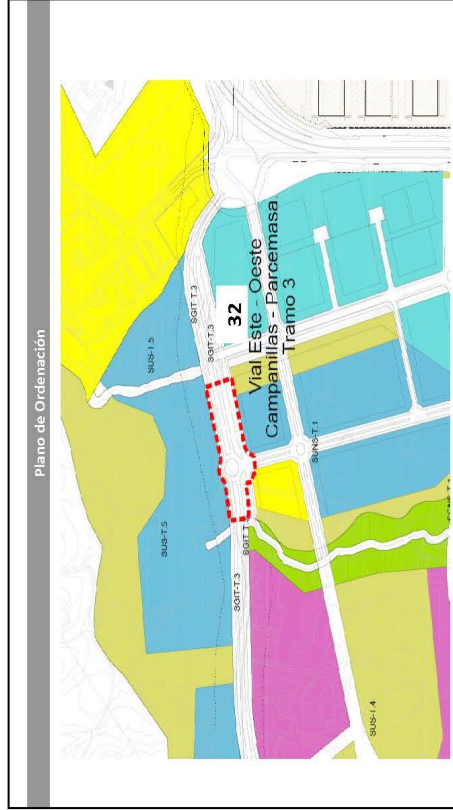 Plano de Ordenación
SUS-T.5
SUS-T.5
SGIT T.3
SGIT-T.3
32
Vial Este - Oeste
Campanillas - Parcemasa
Tramo 3
SGIT T
SGIT-T.3
SUNS-T.1
SUS-T.4